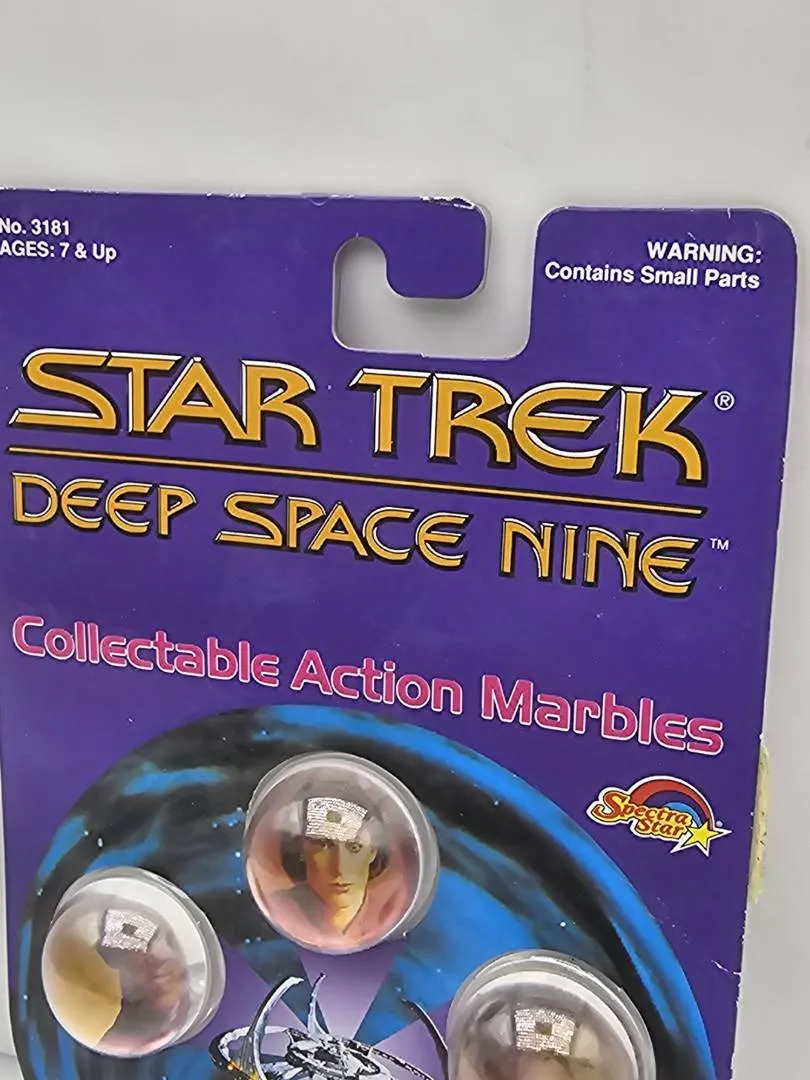 No. 3181
AGES: 7 & Up
WARNING:
Contains Small Parts
STAR TREK®
DEEP SPACE NINE™
Collectable Action Marbles
Spectra
Star